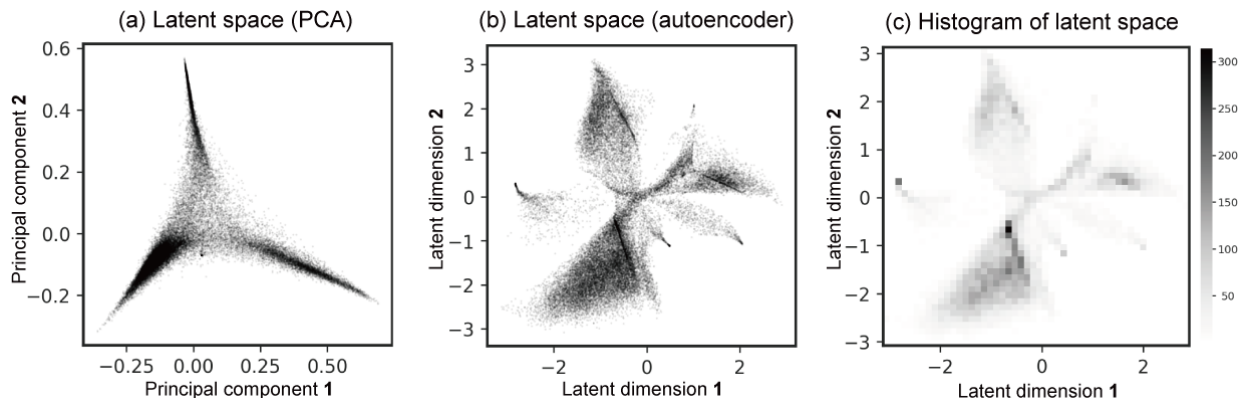 (a) Latent space (PCA)
0.6
0.4
0.2
0.0
−0.2
Principal component 2
−0.25 0.00 0.25 0.50
Principal component 1
(b) Latent space (autoencoder)
3
2
1
0
−1
−2
−3
Latent dimension 2
−2 0 2
Latent dimension 1
(c) Histogram of latent space
3
2
1
0
−1
−2
−3
Latent dimension 2
−2 0 2
Latent dimension 1
300
250
200
150
100
50